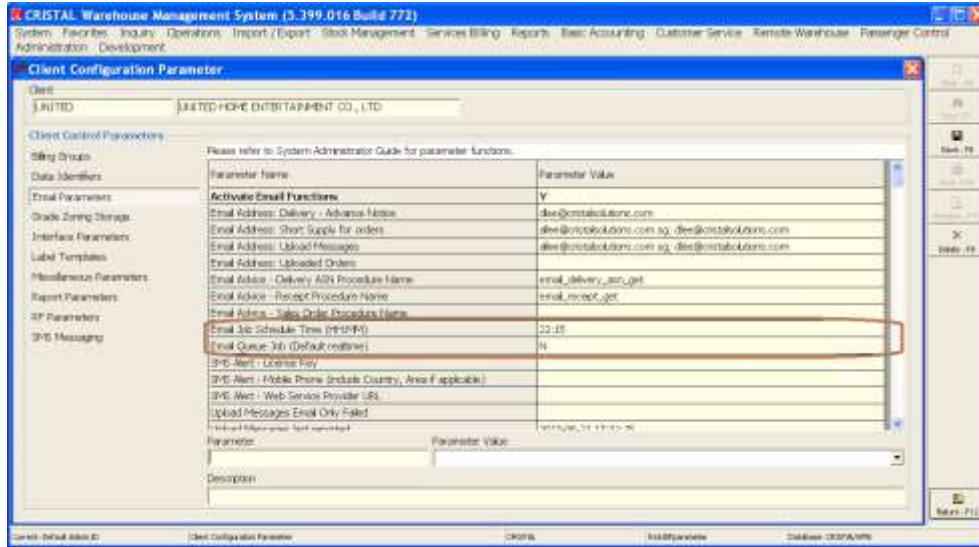 CRISTAL Warehouse Management System (5.399.016 Build 772)
System Favorites Inquiry Operations Import / Export Stock Management Services Billing Reports Basic Accounting Customer Service Remote Warehouse Passenger Control
Administration Development
Client Configuration Parameter
Client
UNITED UNITED HOME ENTERTAINMENT CO., LTD
Client Control Parameters
Please refer to System Administrator Guide for parameter functions.
Billing Groups
Data Identifiers
Email Parameters
Grade Zoning Storage
Interface Parameters
Label Templates
Miscellaneous Parameters
Report Parameters
RF Parameters
SMS Messaging
Parameter Name Parameter Value
Activate Email Functions Y
Email Address: Delivery - Advance Notice dlee@cristalsolutions.com
Email Address: Short Supply for orders
Email Address: Upload Messages
Email Address: Uploaded Orders
Email Advice - Delivery ASN Procedure Name email_delivery_asn_get
Email Advice - Receipt Procedure Name email_receipt_get
Email Advice - Sales Order Procedure Name
Email Job Schedule Time (HH:MM) 22:15
Email Queue Job (Default realtime) N
SMS Alert - License Key
SMS Alert - Mobile Phone (Include Country, Area if applicable)
SMS Alert - Web Service Provider URL
Upload Messages Email Only Failed
Parameter Parameter Value
Description
Save - F8
Delete - F9
Return - F12
Current: Default Admin ID Client Configuration Parameter CRISTAL